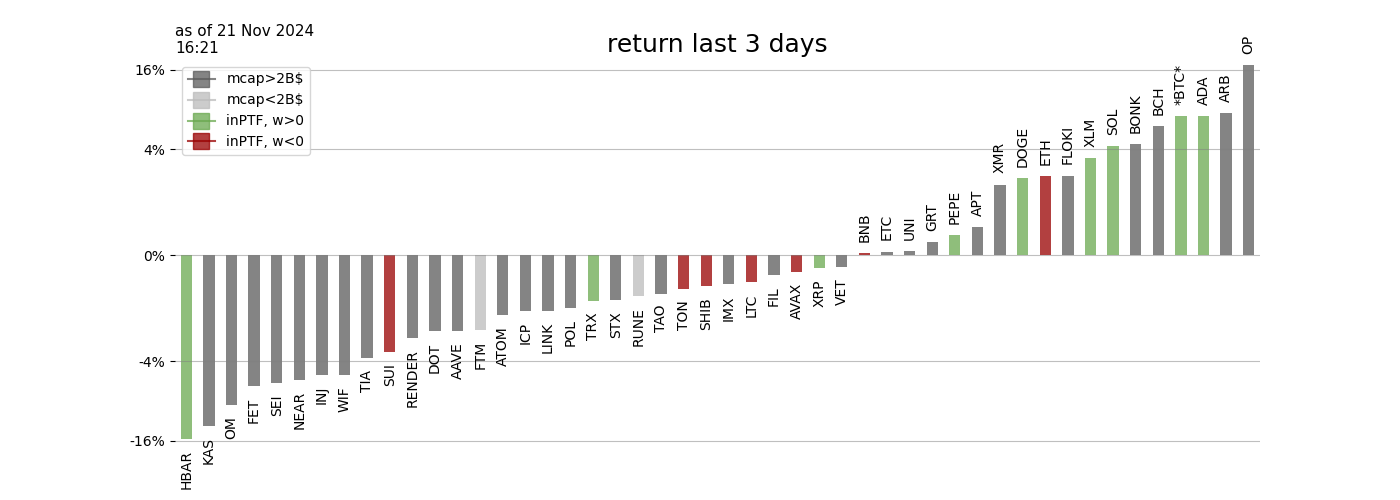 as of 21 Nov 2024
16:21
return last 3 days
mcap>2B$
mcap<2B$
inPTF, w>0
inPTF, w<0
16%
4%
0%
-4%
-16%
HBAR
KAS
OM
FET
SEI
NEAR
INJ
WIF
TIA
SUI
RENDER
DOT
AAVE
FTM
ATOM
ICP
LINK
POL
TRX
STX
RUNE
TAO
TON
SHIB
IMX
LTC
FIL
AVAX
XRP
VET
BNB
ETC
UNI
GRT
PEPE
APT
XMR
DOGE
ETH
FLOKI
XLM
SOL
BONK
BCH
*BTC*
ADA
ARB
OP